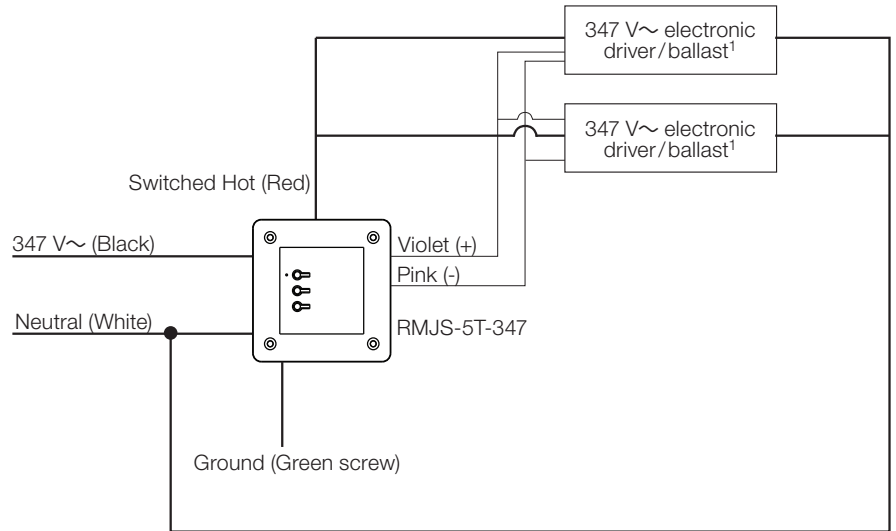 347 V～ electronic
driver/ballast¹
347 V～ electronic
driver/ballast¹
Switched Hot (Red)
347 V～ (Black)
Violet (+)
Pink (-)
Neutral (White)
RMJS-5T-347
Ground (Green screw)